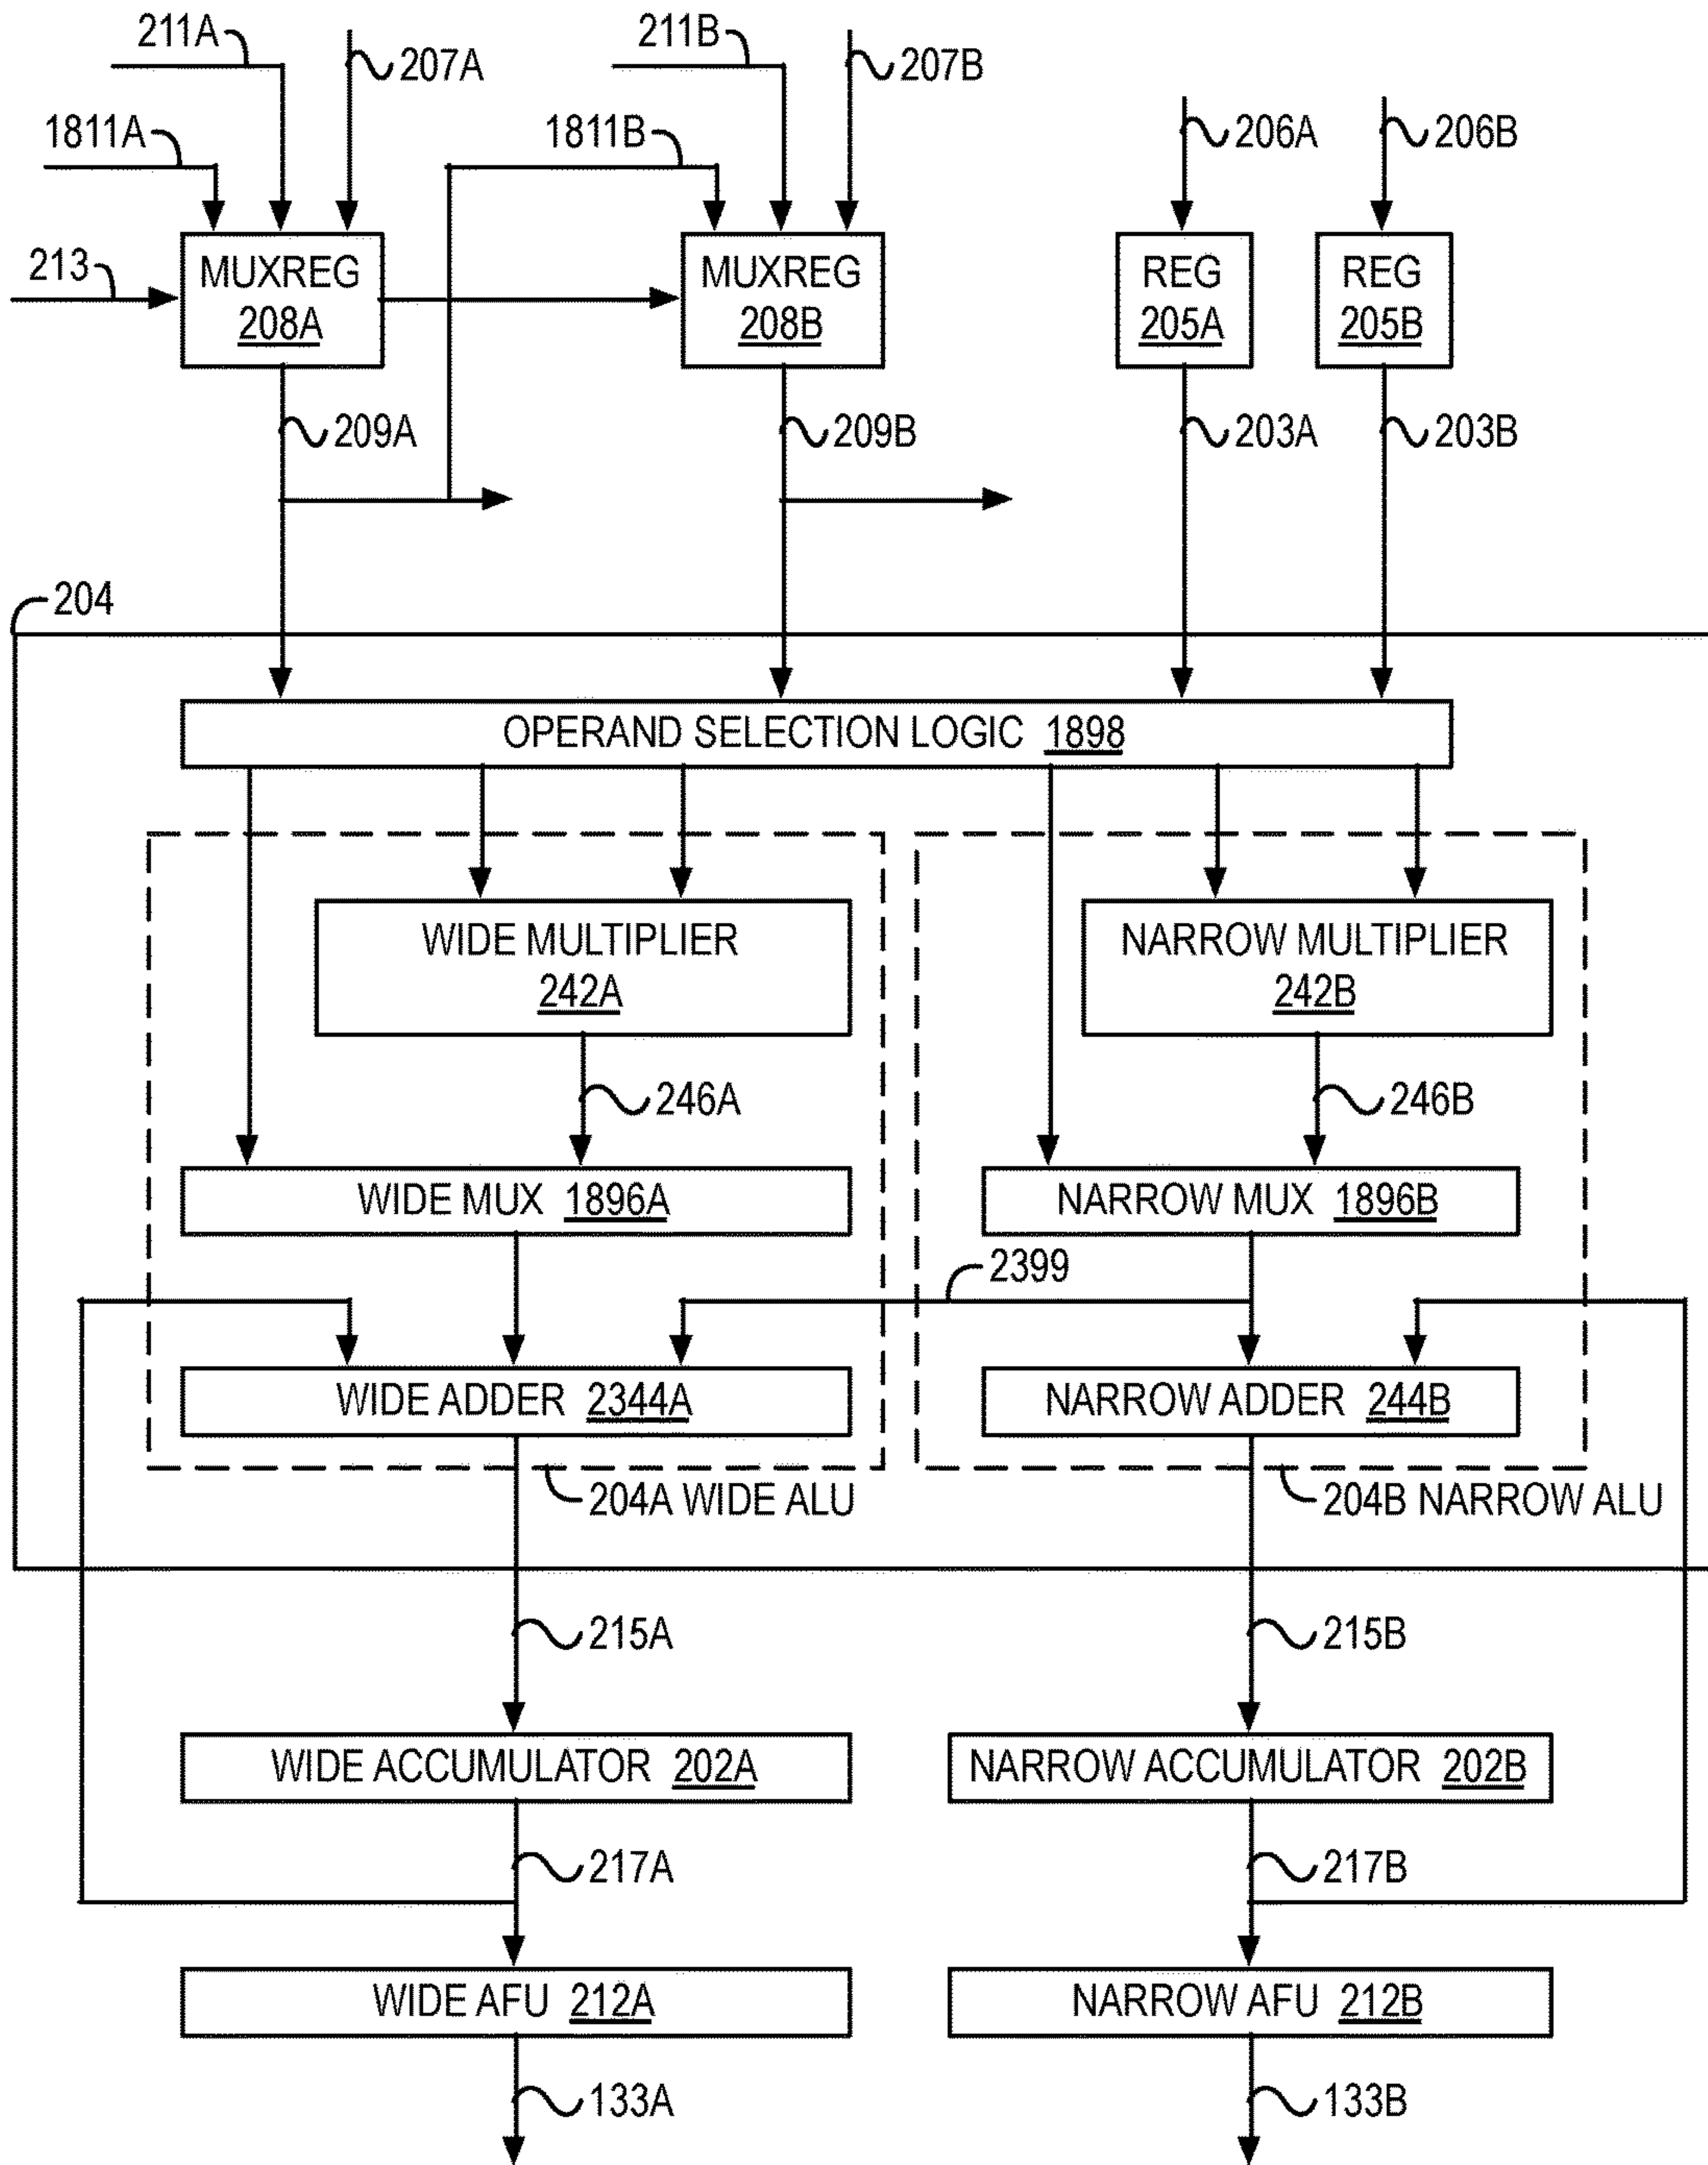 211A
207A
211B
207B
1811A
1811B
206A
206B
213
MUXREG
208A
MUXREG
208B
REG
205A
REG
205B
209A
209B
203A
203B
204
OPERAND SELECTION LOGIC 1898
WIDE MULTIPLIER
242A
NARROW MULTIPLIER
242B
246A
246B
WIDE MUX 1896A
NARROW MUX 1896B
2399
WIDE ADDER 2344A
NARROW ADDER 244B
204A WIDE ALU
204B NARROW ALU
215A
215B
WIDE ACCUMULATOR 202A
NARROW ACCUMULATOR 202B
217A
217B
WIDE AFU 212A
NARROW AFU 212B
133A
133B